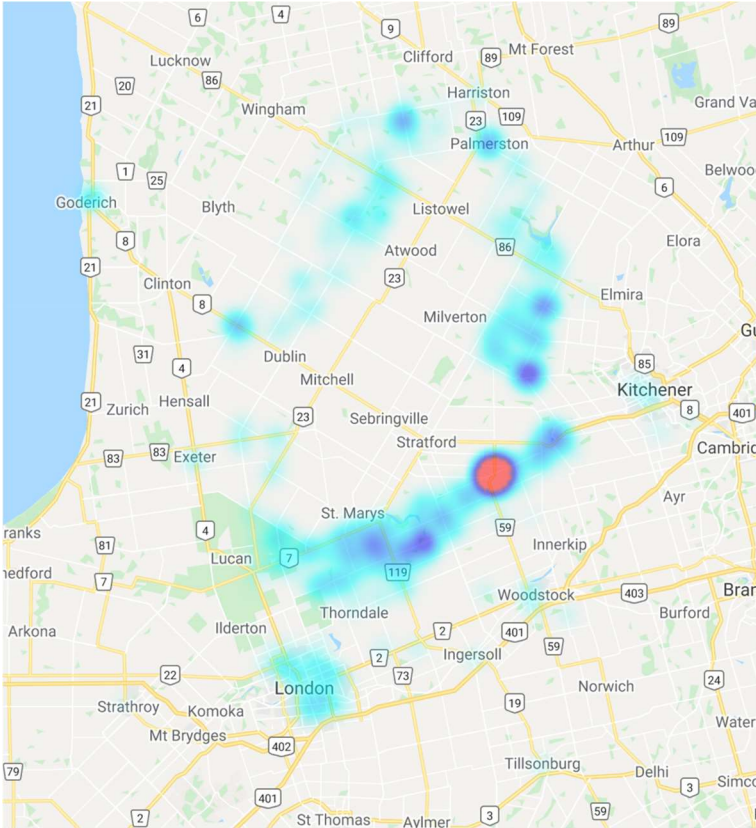 6
4
9
89
Mt Forest
Clifford
89
Lucknow
86
20
Harriston
Grand Va
21
Wingham
23
109
Palmerston
Arthur
109
1
25
Belwoo
6
Goderich
Blyth
Listowel
8
86
Elora
21
Atwood
23
Clinton
8
Elmira
Milverton
Gu
31
Dublin
4
85
Mitchell
Kitchener
21
Zurich
Hensall
8
401
23
Sebringville
Stratford
83
83
Exeter
Cambric
Ayr
St. Marys
59
4
ranks
81
Innerkip
Lucan
7
hedford
7
119
Bran
Woodstock
403
Thorndale
Burford
Arkona
Ilderton
2
401
59
2
Ingersoll
22
73
24
London
Norwich
Strathroy
Komoka
19
Mt Brydges
Water
402
Tillsonburg
79
Delhi
401
3
Simco
2
59
3
St Thomas
Aylmer